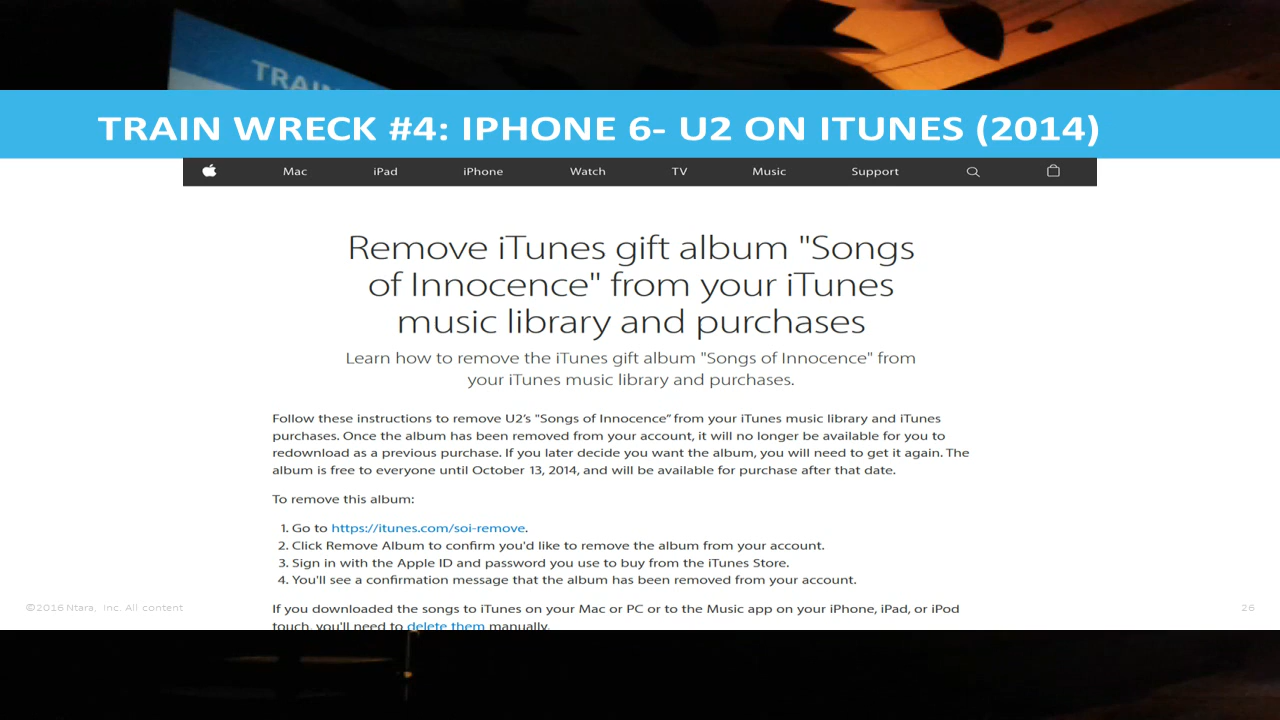 TRAIN
TRAIN WRECK #4: IPHONE 6- U2 ON ITUNES (2014)
Mac iPad iPhone Watch TV Music Support
Remove iTunes gift album "Songs
of Innocence" from your iTunes
music library and purchases
Learn how to remove the iTunes gift album "Songs of Innocence" from
your iTunes music library and purchases.
Follow these instructions to remove U2’s "Songs of Innocence” from your iTunes music library and iTunes
purchases. Once the album has been removed from your account, it will no longer be available for you to
redownload as a previous purchase. If you later decide you want the album, you will need to get it again. The
album is free to everyone until October 13, 2014, and will be available for purchase after that date.
To remove this album:
1. Go to https://itunes.com/soi-remove.
2. Click Remove Album to confirm you'd like to remove the album from your account.
3. Sign in with the Apple ID and password you use to buy from the iTunes Store.
4. You'll see a confirmation message that the album has been removed from your account.
©2016 Ntara, Inc. All content
26
If you downloaded the songs to iTunes on your Mac or PC or to the Music app on your iPhone, iPad, or iPod
touch, you'll need to delete them manually.